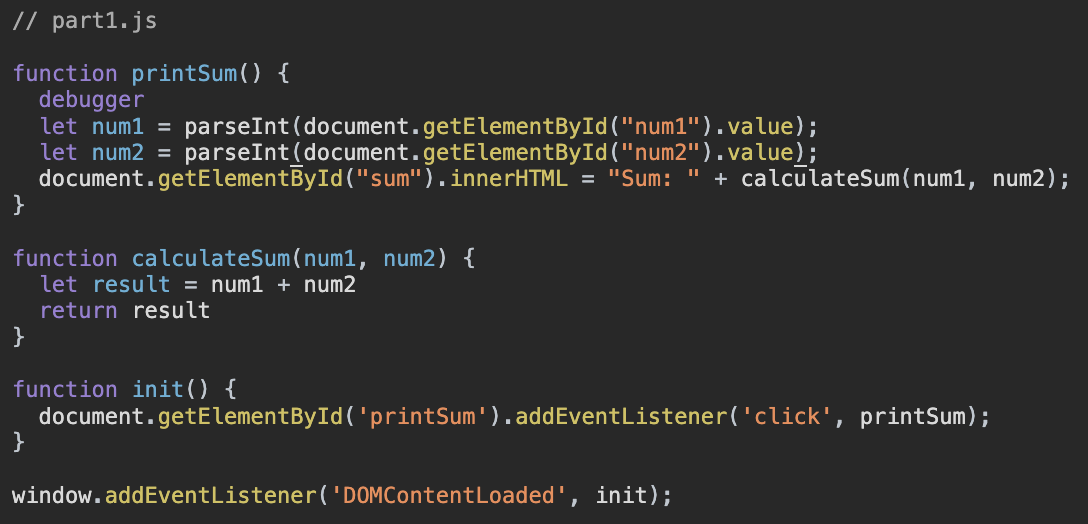 // part1.js

function printSum() {
  debugger
  let num1 = parseInt(document.getElementById("num1").value);
  let num2 = parseInt(document.getElementById("num2").value);
  document.getElementById("sum").innerHTML = "Sum: " + calculateSum(num1, num2);
}

function calculateSum(num1, num2) {
  let result = num1 + num2
  return result
}

function init() {
  document.getElementById('printSum').addEventListener('click', printSum);
}

window.addEventListener('DOMContentLoaded', init);